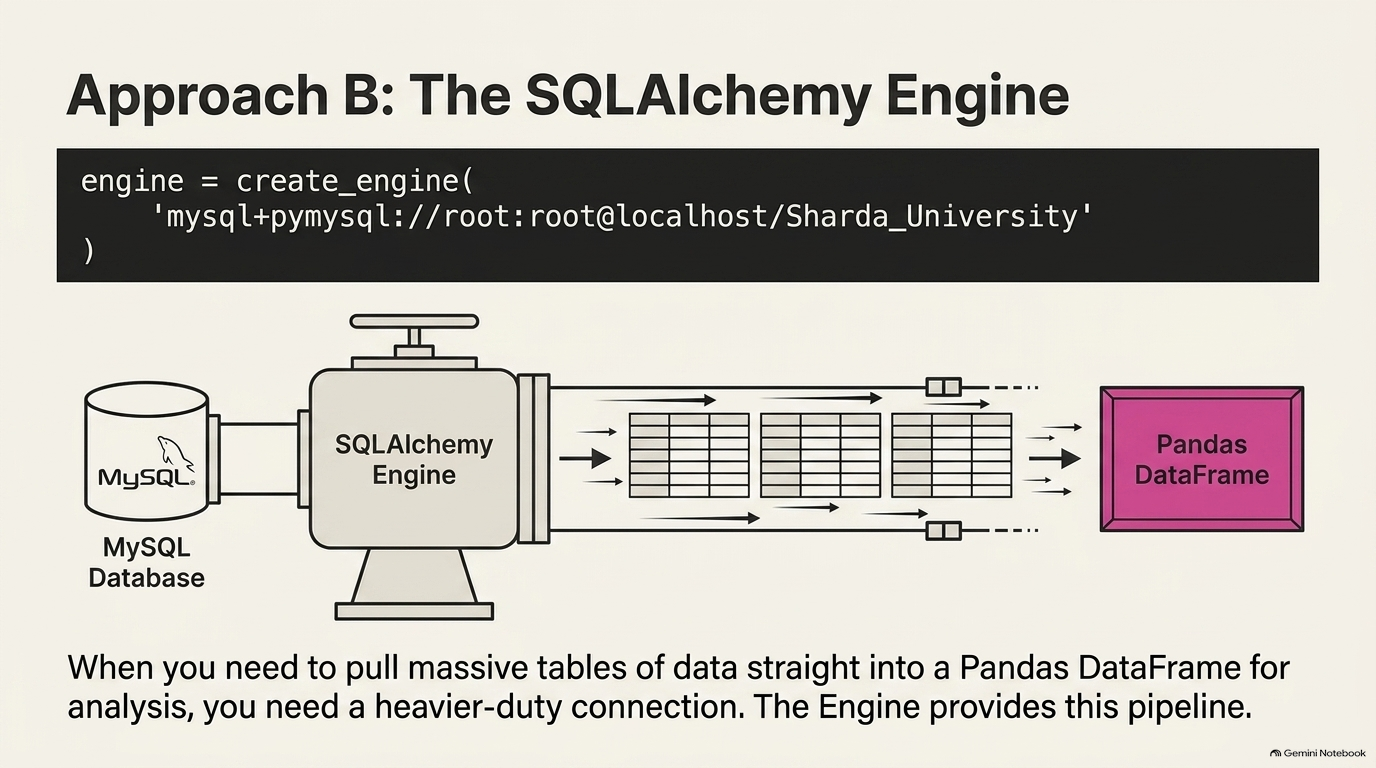 Approach B: The SQLAlchemy Engine
engine = create_engine(
    'mysql+pymysql://root:root@localhost/Sharda_University'
)
MySQL®
MySQL
Database
SQLAlchemy
Engine
Pandas
DataFrame
When you need to pull massive tables of data straight into a Pandas DataFrame for
analysis, you need a heavier-duty connection. The Engine provides this pipeline.
Gemini Notebook